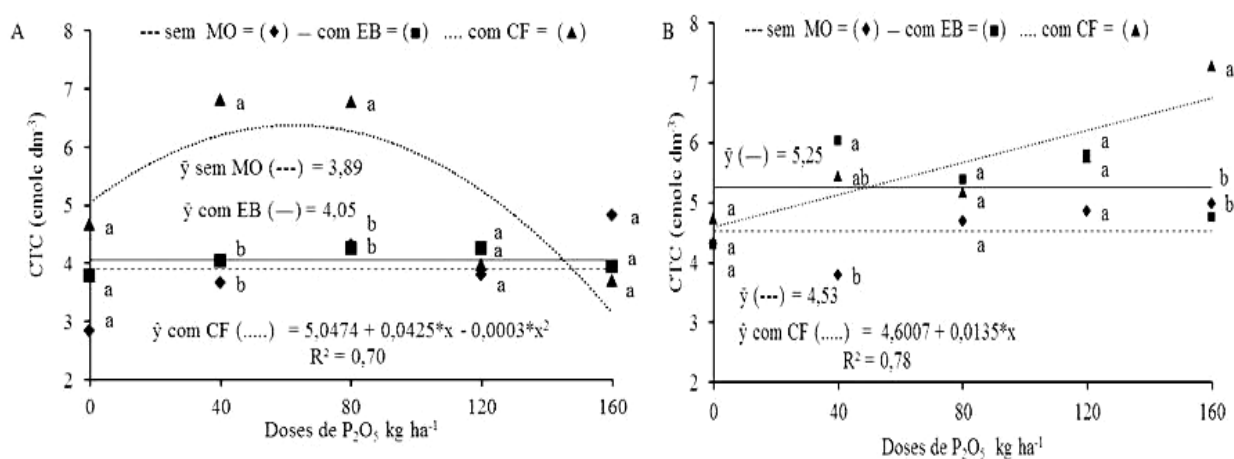 A
8
7
6
5
4
3
2
CTC (cmolc dm⁻³)
--- sem MO = (♦) — com EB = (■) .... com CF = (▲)
a
a
ȳ sem MO (---) = 3,89
ȳ com EB (—) = 4,05
a
b
b
b
b
a
a
a
a
a
a
a
a
ŷ com CF (.....) = 5,0474 + 0,0425*x - 0,0003*x²
R² = 0,70
0 40 80 120 160
Doses de P₂O₅ kg ha⁻¹
B
8
7
6
5
4
3
2
CTC (cmolc dm⁻³)
--- sem MO = (♦) — com EB = (■) .... com CF = (▲)
a
ȳ (—) = 5,25
a
ab
a
a
a
a
b
b
a
a
a
a
a
b
ȳ (---) = 4,53
ŷ com CF (.....) = 4,6007 + 0,0135*x
R² = 0,78
0 40 80 120 160
Doses de P₂O₅ kg ha⁻¹